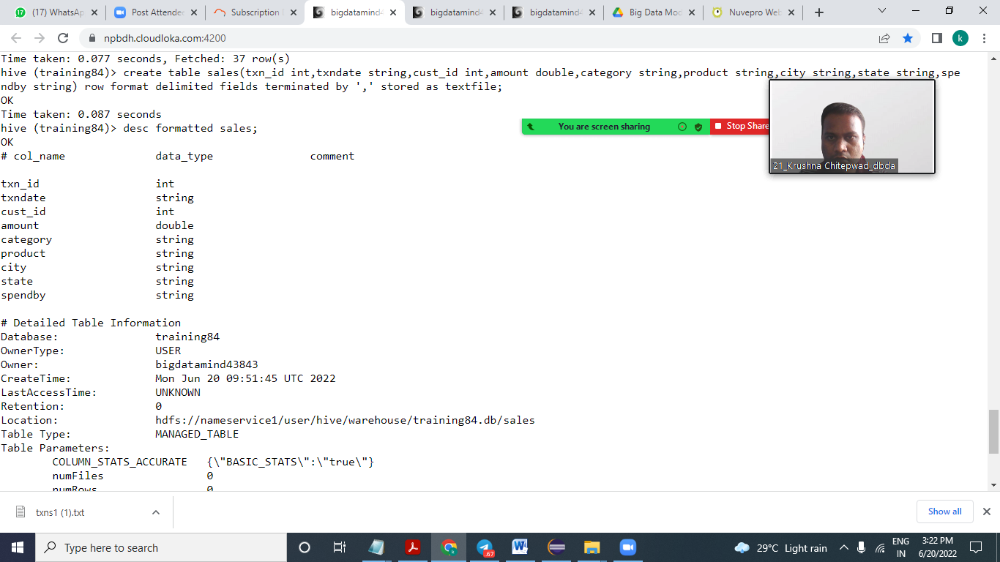 (17) WhatsAp
Post Attende
Subscription
bigdatamind4
bigdatamind4
bigdatamind4
Big Data Mod
Nuvepro Web
npbdh.cloudloka.com:4200
Time taken: 0.077 seconds, Fetched: 37 row(s)
hive (training84)> create table sales(txn_id int,txndate string,cust_id int,amount double,category string,product string,city string,state string,spe
ndby string) row format delimited fields terminated by ',' stored as textfile;
OK
Time taken: 0.087 seconds
hive (training84)> desc formatted sales;
You are screen sharing
Stop Share
OK
# col_name data_type comment
21_Krushna Chitepwad_dbda
txn_id int
txndate string
cust_id int
amount double
category string
product string
city string
state string
spendby string
# Detailed Table Information
Database: training84
OwnerType: USER
Owner: bigdatamind43843
CreateTime: Mon Jun 20 09:51:45 UTC 2022
LastAccessTime: UNKNOWN
Retention: 0
Location: hdfs://nameservice1/user/hive/warehouse/training84.db/sales
Table Type: MANAGED_TABLE
Table Parameters:
COLUMN_STATS_ACCURATE {\"BASIC_STATS\":\"true\"}
numFiles 0
numRows 0
txns1 (1).txt
Show all
Type here to search
.67
29°C Light rain
ENG
IN
3:22 PM
6/20/2022